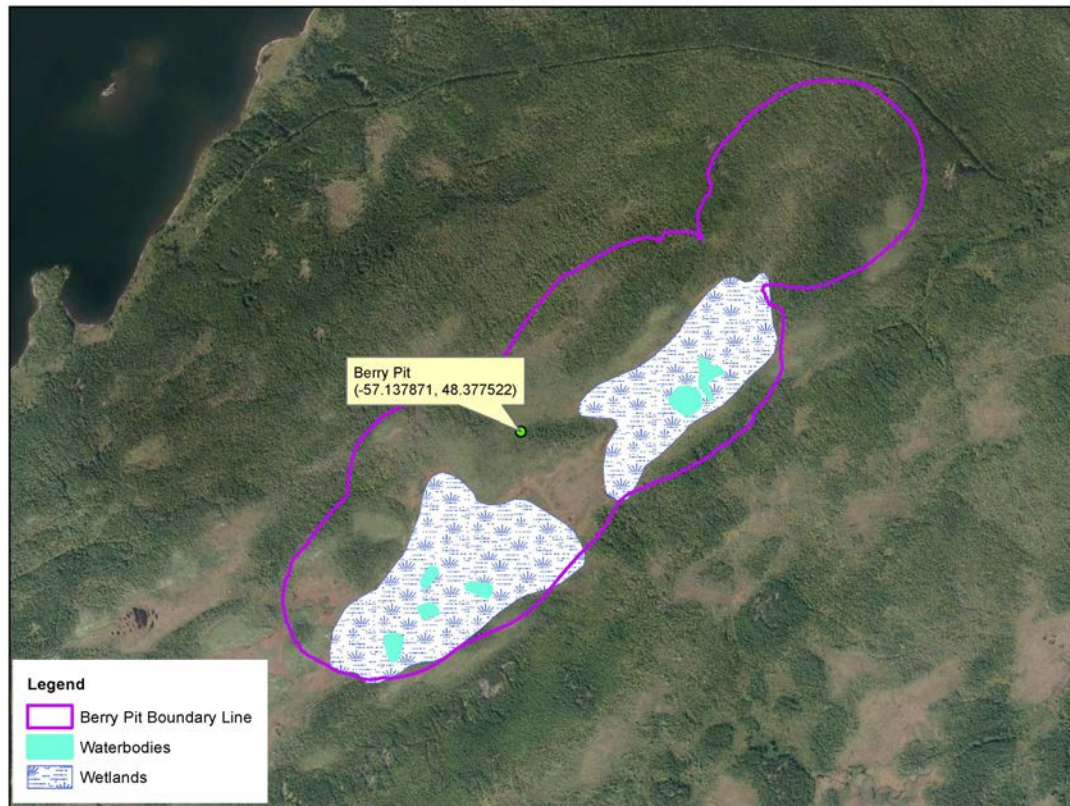 Berry Pit
(-57.137871, 48.377522)
Legend
Berry Pit Boundary Line
Waterbodies
Wetlands